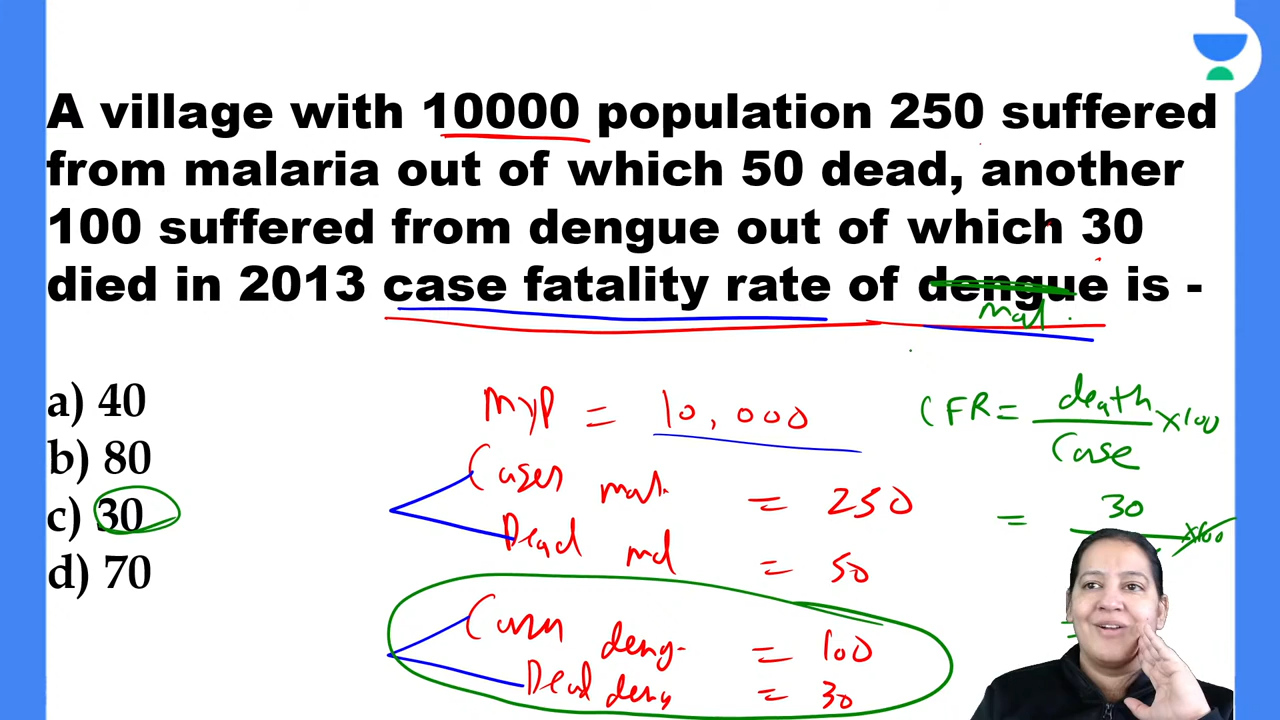 A village with 10000 population 250 suffered
from malaria out of which 50 dead, another
100 suffered from dengue out of which 30
died in 2013 case fatality rate of dengue is -
mal.
a) 40
b) 80
c) 30
d) 70
MYP = 10,000
Cases mal. = 250
Dead = 50
deng. = 100
Dead deng = 30
CFR = death
Case
×100
= 30
×100